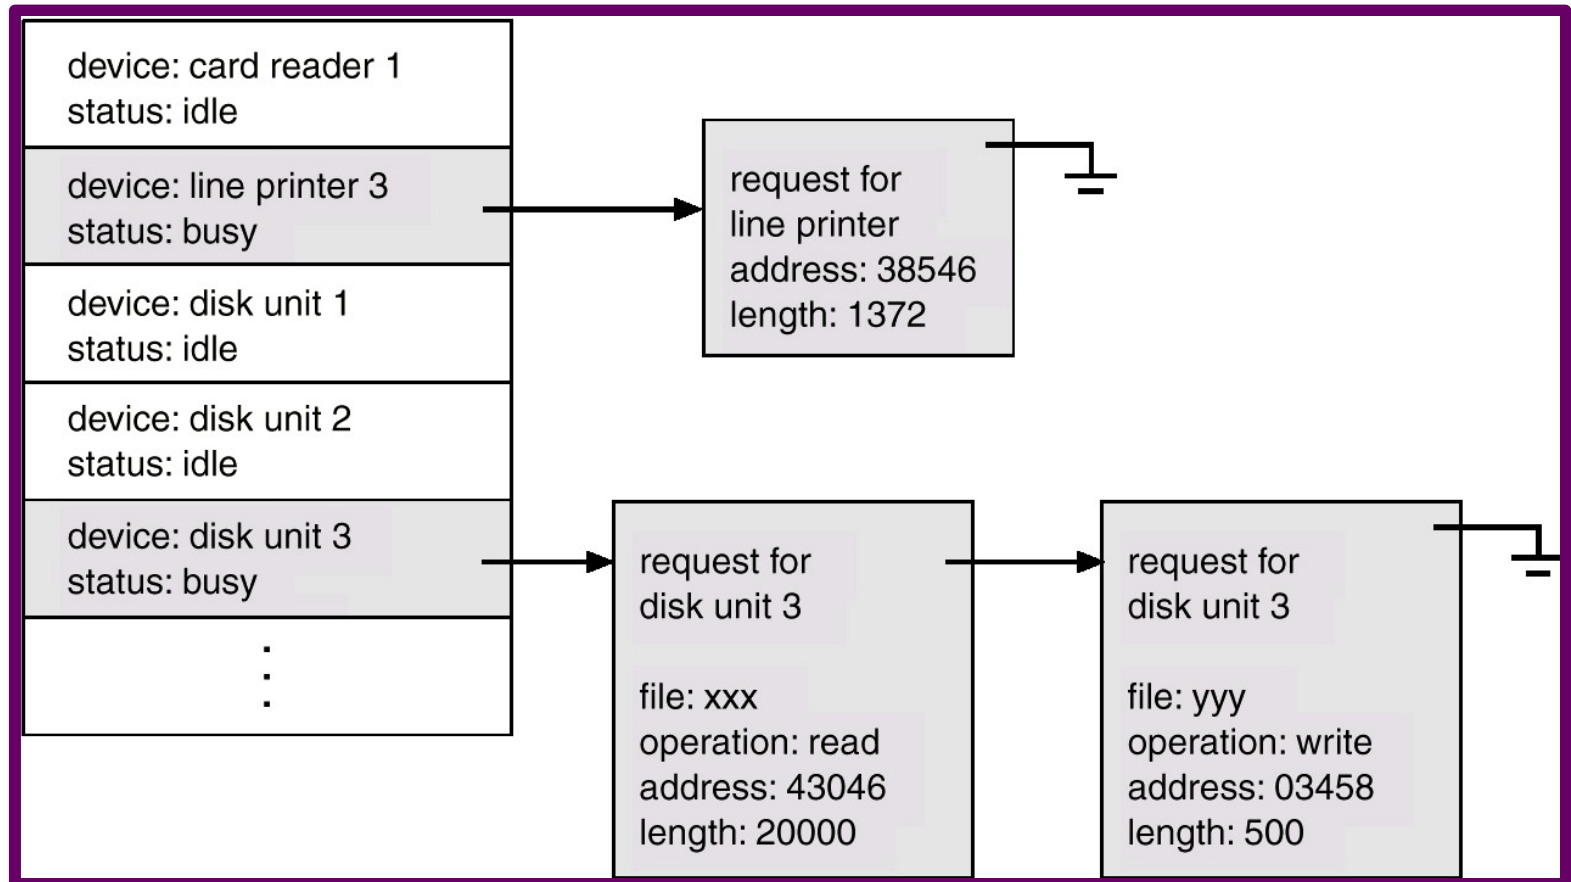 device: card reader 1
status: idle
device: line printer 3
status: busy
device: disk unit 1
status: idle
device: disk unit 2
status: idle
device: disk unit 3
status: busy
request for
line printer
address: 38546
length: 1372
request for
disk unit 3
file: xxx
operation: read
address: 43046
length: 20000
request for
disk unit 3
file: yyy
operation: write
address: 03458
length: 500